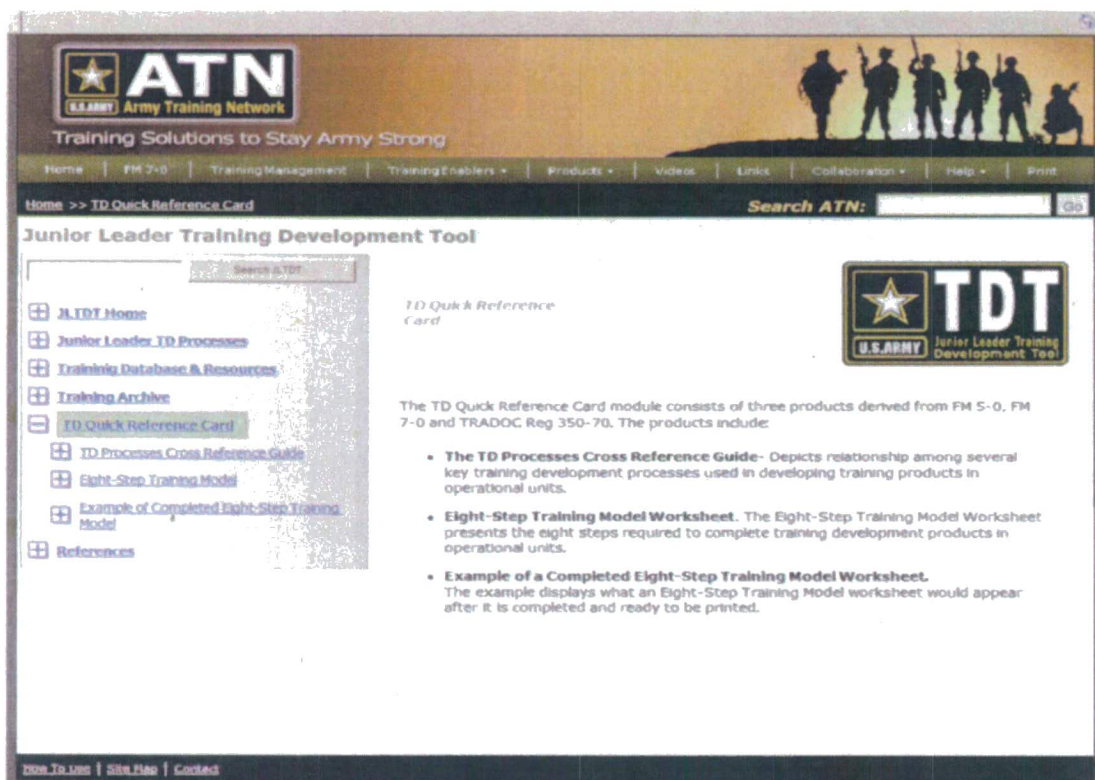 ATN
U.S.ARMY Army Training Network
Training Solutions to Stay Army Strong
Home | FM 7-0 | Training Management | Training Enablers | Products | Videos | Links | Collaboration | Help | Print
Home >> TD Quick Reference Card
Search ATN:
Go
Junior Leader Training Development Tool
Search JLTDT
JLTDT Home
Junior Leader TD Processes
Traininig Database & Resources
Training Archive
TD Quick Reference Card
TD Processes Cross Reference Guide
Eight-Step Training Model
Example of Completed Eight-Step Training
Model
References
TD Quick Reference
Card
TDT
U.S.ARMY Junior Leader Training
Development Tool
The TD Quick Reference Card module consists of three products derived from FM 5-0, FM
7-0 and TRADOC Reg 350-70. The products include:
• The TD Processes Cross Reference Guide- Depicts relationship among several
key training development processes used in developing training products in
operational units.
• Eight-Step Training Model Worksheet. The Eight-Step Training Model Worksheet
presents the eight steps required to complete training development products in
operational units.
• Example of a Completed Eight-Step Training Model Worksheet.
The example displays what an Eight-Step Training Model worksheet would appear
after it is completed and ready to be printed.
How To Use | Site Map | Contact